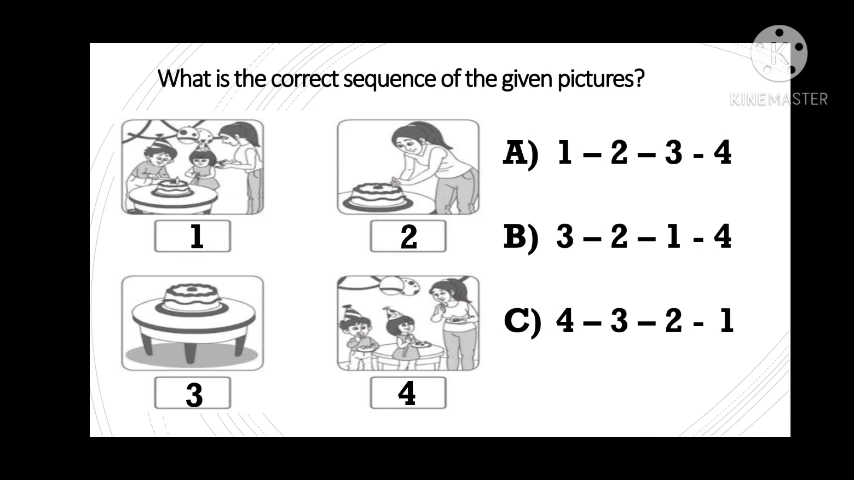 What is the correct sequence of the given pictures?
K
KINEMASTER
A) 1 – 2 – 3 - 4
1
2
B) 3 – 2 – 1 - 4
C) 4 – 3 – 2 - 1
3
4